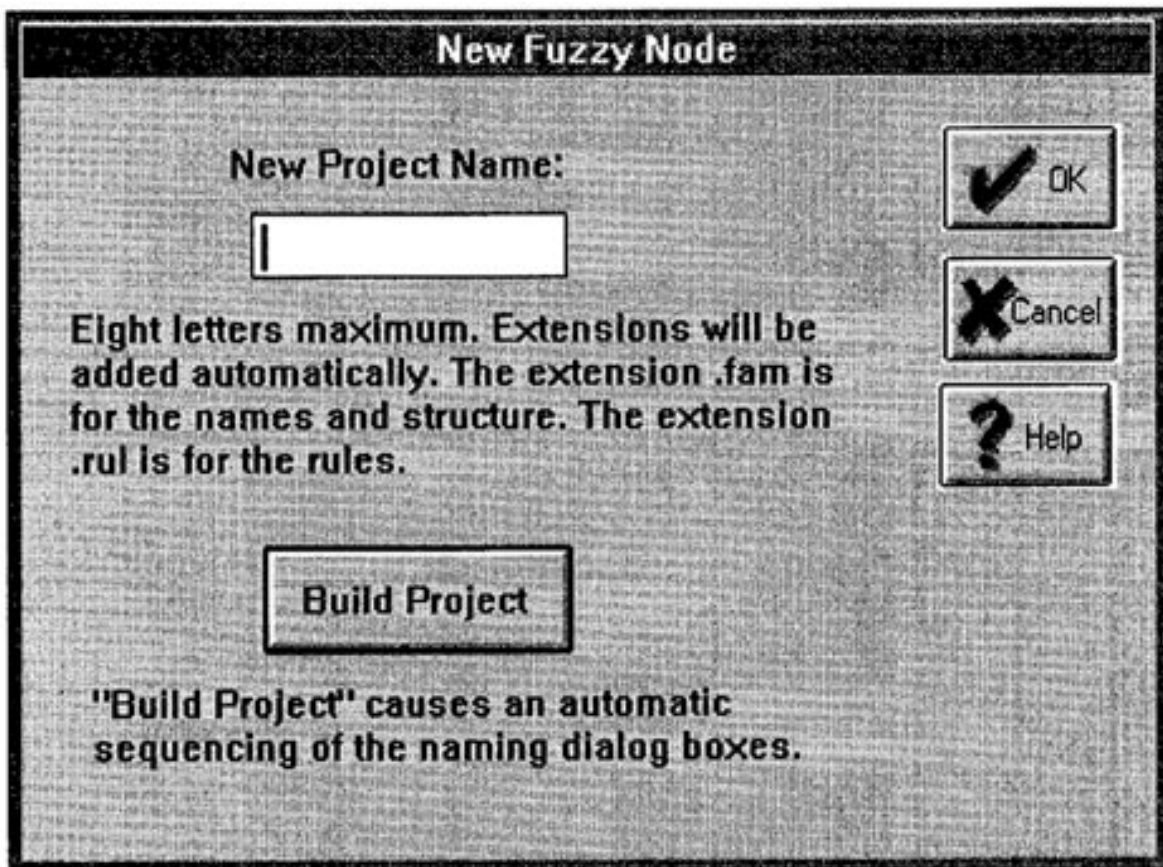 New Fuzzy Node
New Project Name:
OK
Cancel
Help
Eight letters maximum. Extensions will be
added automatically. The extension .fam is
for the names and structure. The extension
.rul is for the rules.
Build Project
"Build Project" causes an automatic
sequencing of the naming dialog boxes.